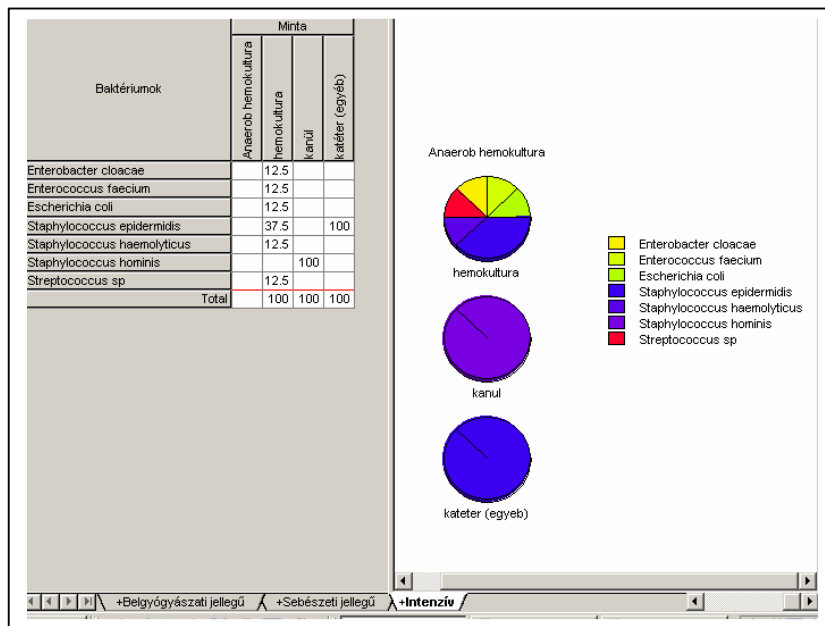 Minta
Baktériumok
Anaerob hemokultura
hemokultura
kanül
katéter (egyéb)
Enterobacter cloacae 12.5
Enterococcus faecium 12.5
Escherichia coli 12.5
Staphylococcus epidermidis 37.5 100
Staphylococcus haemolyticus 12.5
Staphylococcus hominis 100
Streptococcus sp 12.5
Total 100 100 100
Anaerob hemokultura
hemokultura
kanul
kateter (egyeb)
Enterobacter cloacae
Enterococcus faecium
Escherichia coli
Staphylococcus epidermidis
Staphylococcus haemolyticus
Staphylococcus hominis
Streptococcus sp
+Belgyógyászati jellegű +Sebészeti jellegű +Intenzív